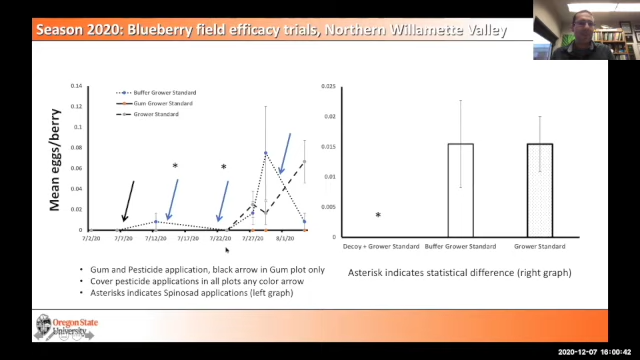 Season 2020: Blueberry field efficacy trials, Northern Willamette Valley
Mean eggs/berry
0.14
0.12
0.1
0.08
0.06
0.04
0.02
0
Buffer Grower Standard
Gum Grower Standard
Grower Standard
*
*
7/2/20
7/7/20
7/12/20
7/17/20
7/22/20
7/27/20
8/1/20
0.025
0.02
0.015
0.01
0.005
0
*
Decoy + Grower Standard
Buffer Grower Standard
Grower Standard
• Gum and Pesticide application, black arrow in Gum plot only
• Cover pesticide applications in all plots any color arrow
• Asterisks indicates Spinosad applications (left graph)
Asterisk indicates statistical difference (right graph)
Oregon State
University
2020-12-07 16:00:42